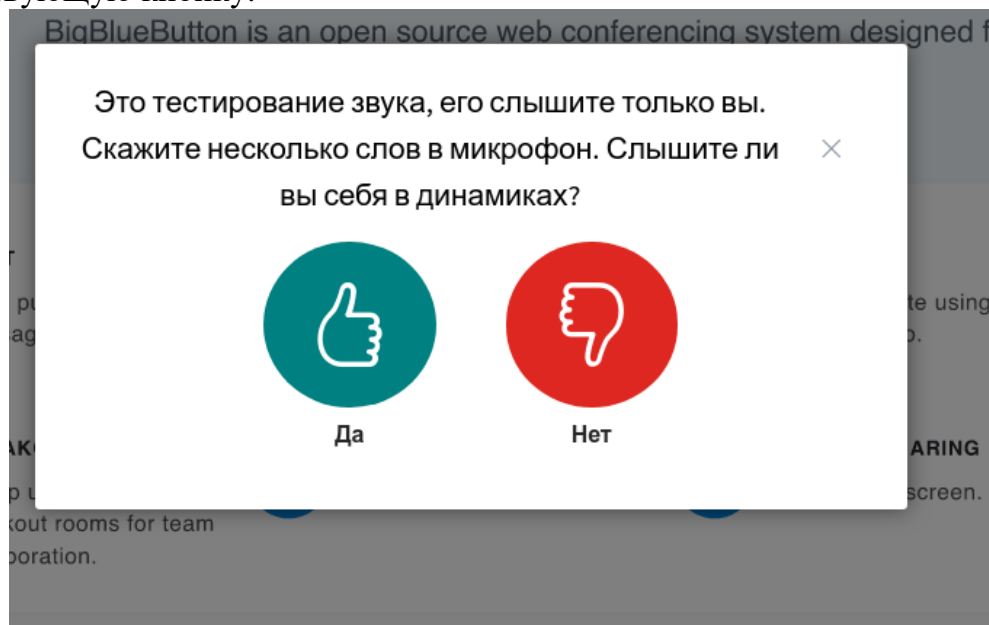 BigBlueButton is an open source web conferencing system designed f
Это тестирование звука, его слышите только вы.
Скажите несколько слов в микрофон. Слышите ли
вы себя в динамиках?
te using
Да
Нет
ARING
screen.
kout rooms for team
boration.